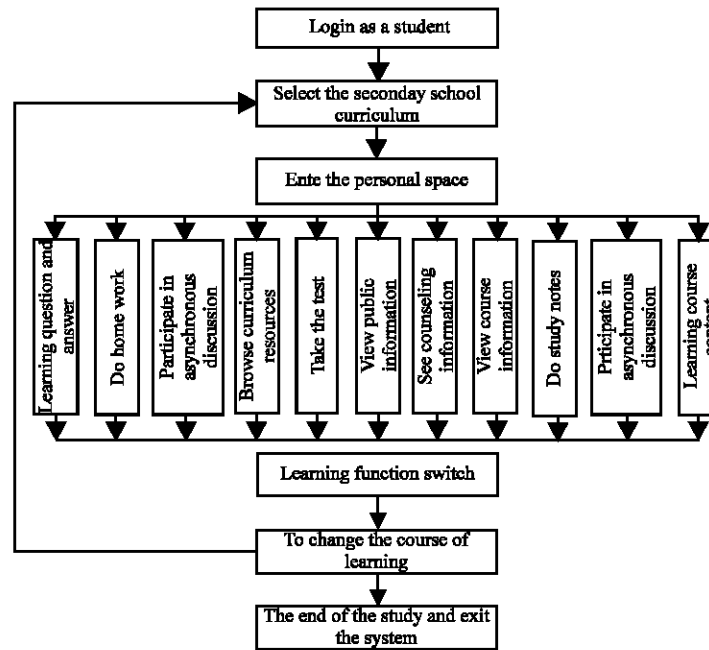 Login as a student
Select the seconday school
curriculum
Ente the personal space
Learning question and
answer
Do home work
Participate in
asynchronous
discussion
Browse curriculum
resources
Take the test
View public
information
See counseling
information
View course
information
Do study notes
Prticipate in
asynchronous
discussion
Learning course
content
Learning function switch
To change the course of
learning
The end of the study and exit
the system